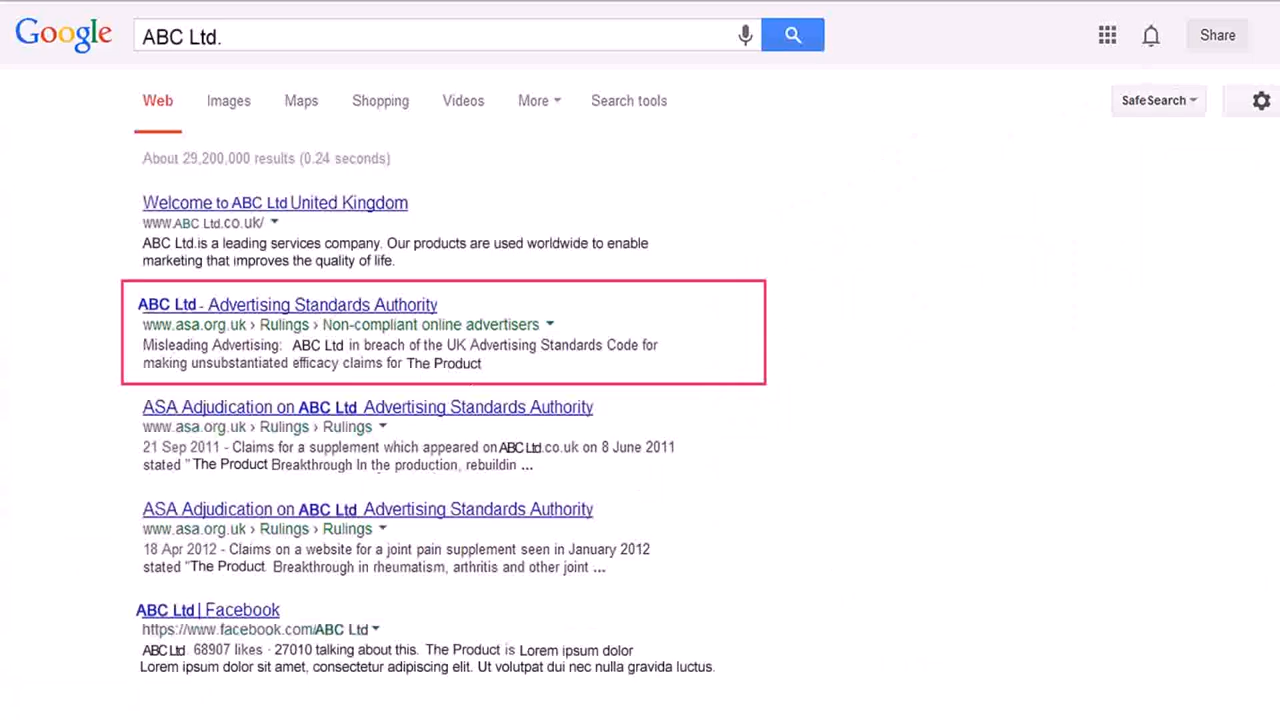 Google
ABC Ltd.
Share
Web Images Maps Shopping Videos More Search tools
SafeSearch
About 29,200,000 results (0.24 seconds)
Welcome to ABC Ltd United Kingdom
www.ABC Ltd.co.uk/
ABC Ltd.is a leading services company. Our products are used worldwide to enable
marketing that improves the quality of life.
ABC Ltd - Advertising Standards Authority
www.asa.org.uk › Rulings › Non-compliant online advertisers
Misleading Advertising: ABC Ltd in breach of the UK Advertising Standards Code for
making unsubstantiated efficacy claims for The Product
ASA Adjudication on ABC Ltd Advertising Standards Authority
www.asa.org.uk › Rulings › Rulings
21 Sep 2011 - Claims for a supplement which appeared on ABC Ltd.co.uk on 8 June 2011
stated "The Product Breakthrough In the production, rebuildin ...
ASA Adjudication on ABC Ltd Advertising Standards Authority
www.asa.org.uk › Rulings › Rulings
18 Apr 2012 - Claims on a website for a joint pain supplement seen in January 2012
stated "The Product Breakthrough in rheumatism, arthritis and other joint ...
ABC Ltd | Facebook
https://www.facebook.com/ABC Ltd
ABC Ltd. 68907 likes · 27010 talking about this. The Product is Lorem ipsum dolor
Lorem ipsum dolor sit amet, consectetur adipiscing elit. Ut volutpat dui nec nulla gravida luctus.